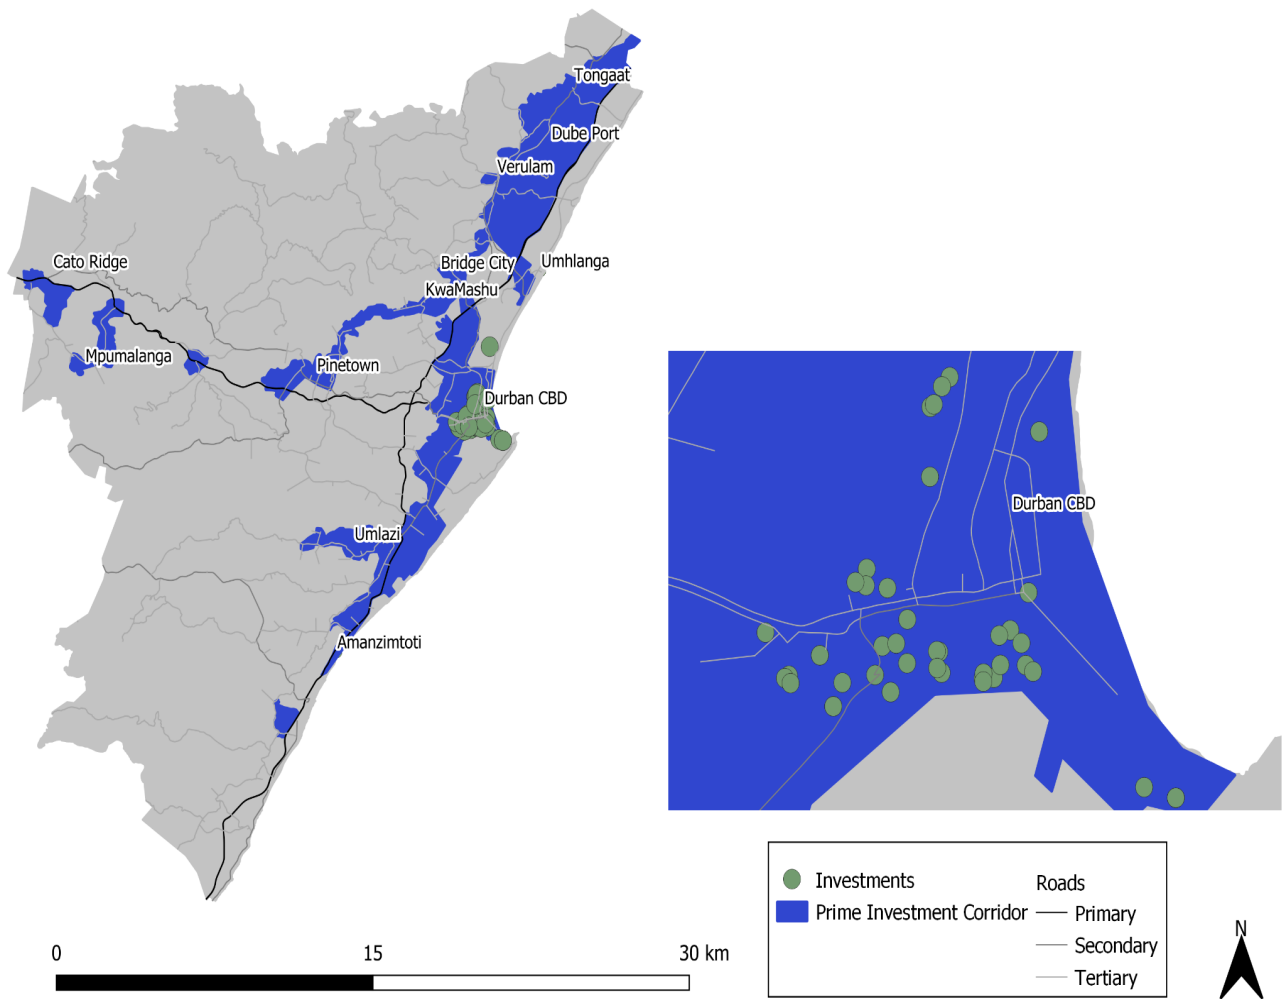 Tongaat
Dube Port
Verulam
Cato Ridge
Bridge City
Umhlanga
KwaMashu
Mpumalanga
Pinetown
Durban CBD
Umlazi
Amanzimtoti
Durban CBD
Investments
Prime Investment Corridor
Roads
Primary
Secondary
Tertiary
0 15 30 km
N